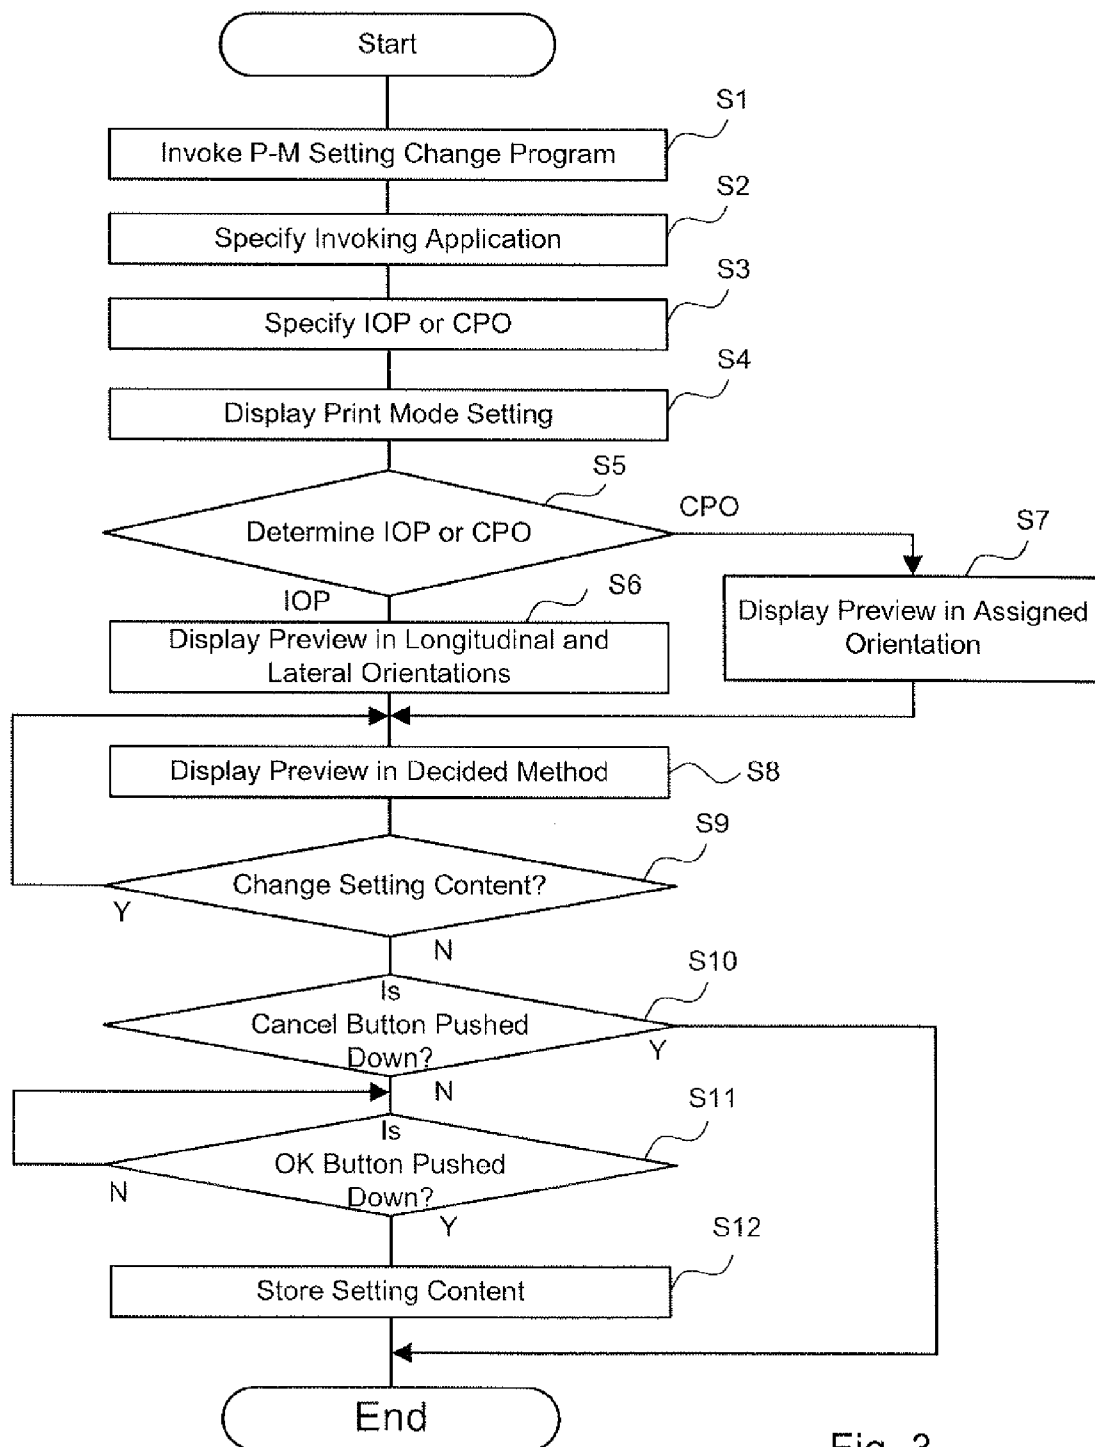 Start
S1
Invoke P-M Setting Change Program
S2
Specify Invoking Application
S3
Specify IOP or CPO
S4
Display Print Mode Setting
S5
Determine IOP or CPO
CPO
S7
Display Preview in Assigned
Orientation
IOP
S6
Display Preview in Longitudinal and
Lateral Orientations
Display Preview in Decided Method
S8
S9
Change Setting Content?
Y
N
S10
Is
Cancel Button Pushed
Down?
Y
N
S11
Is
OK Button Pushed
Down?
N
Y
S12
Store Setting Content
End
Fig. 3